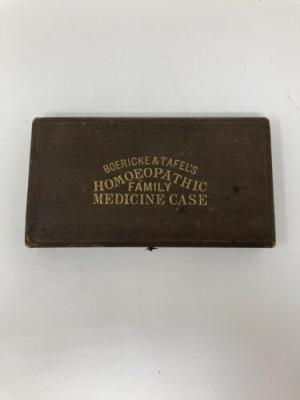 BOERICKE & TAFEL'S
HOMOEOPATHIC
FAMILY
MEDICINE CASE